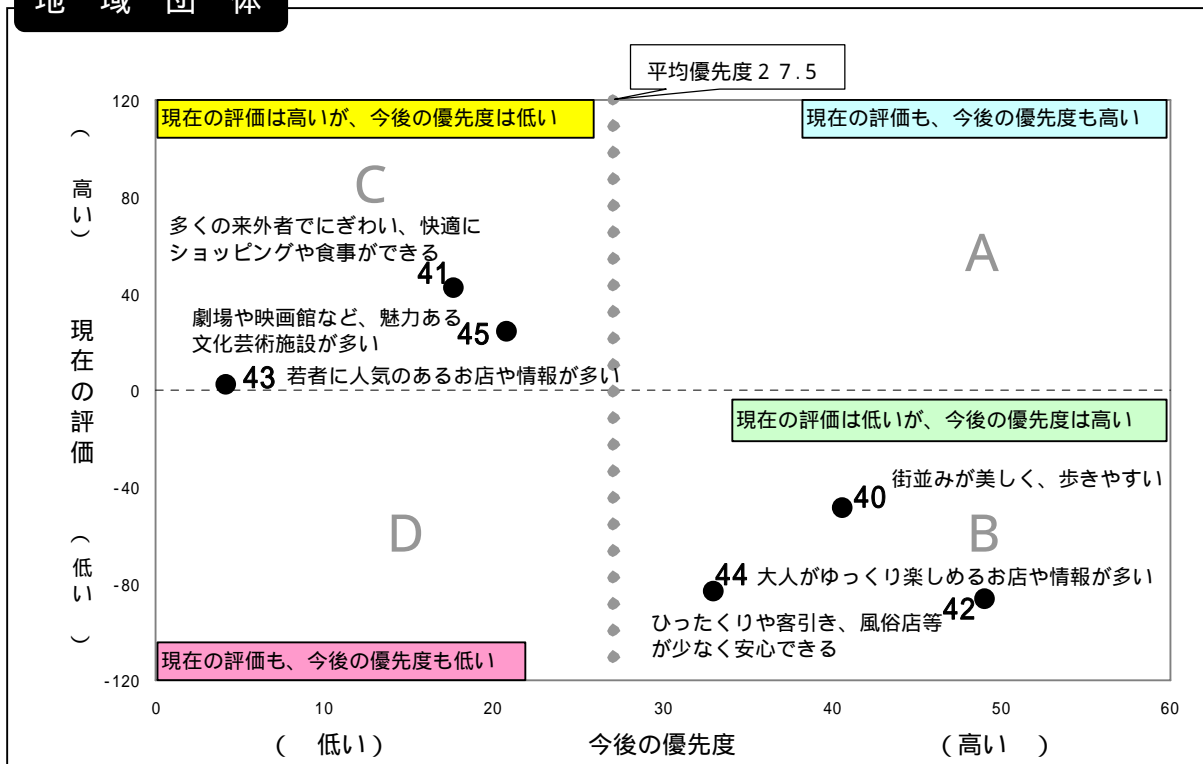 地域団体
平均優先度２７.５
現在の評価は高いが、今後の優先度は低い
現在の評価も、今後の優先度も高い
C
A
多くの来外者でにぎわい、快適に
ショッピングや食事ができる
41
劇場や映画館など、魅力ある
文化芸術施設が多い
45
43 若者に人気のあるお店や情報が多い
現在の評価は低いが、今後の優先度は高い
街並みが美しく、歩きやすい
40
D
B
44 大人がゆっくり楽しめるお店や情報が多い
42
ひったくりや客引き、風俗店等
が少なく安心できる
現在の評価も、今後の優先度も低い
120
80
40
0
-40
-80
-120
（高い）
現在の評価
（低い）
0 10 20 30 40 50 60
（ 低い） 今後の優先度 （高い ）